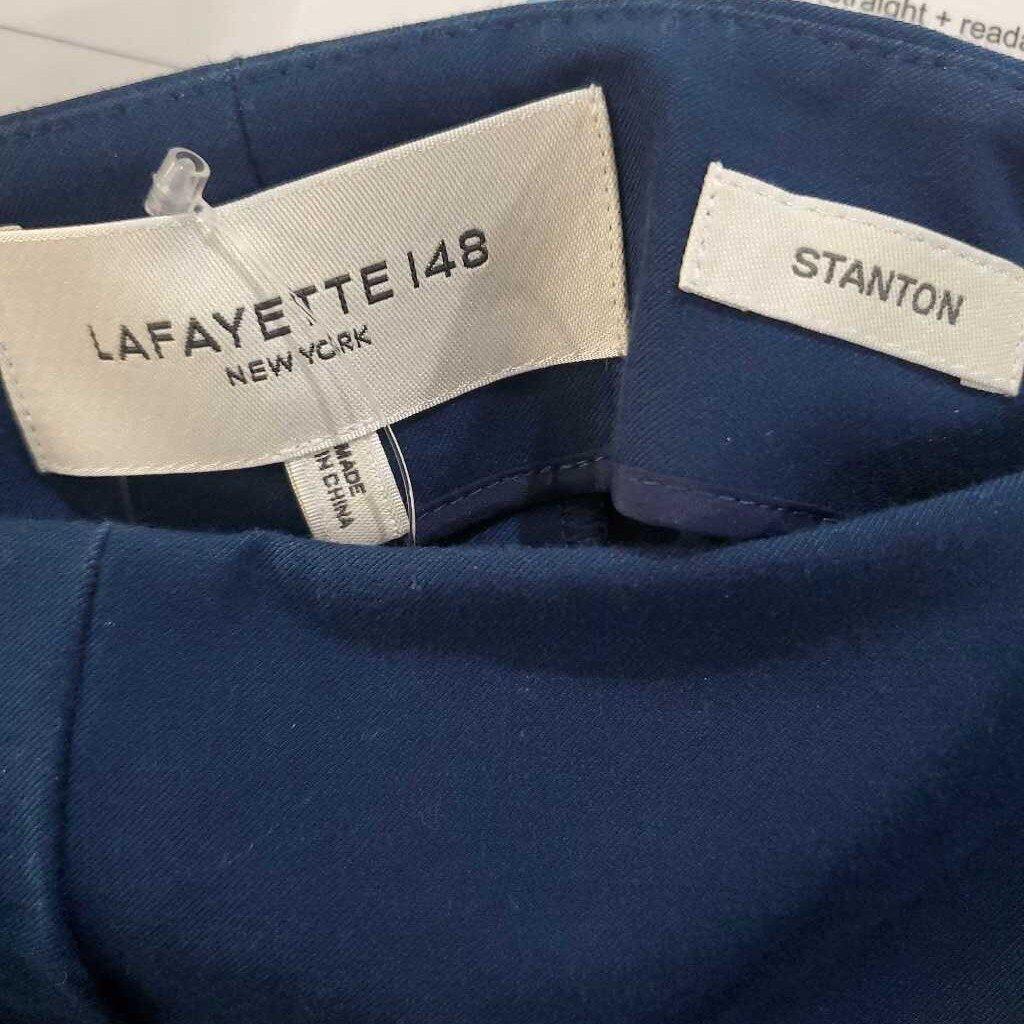 straight + reada
LAFAYETTE 148
NEW YORK
STANTON
MADE
IN CHINA